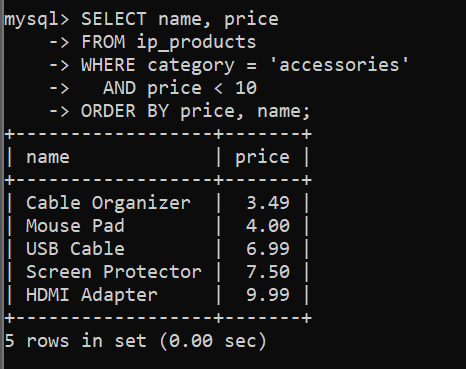 mysql> SELECT name, price
    -> FROM ip_products
    -> WHERE category = 'accessories'
    ->   AND price < 10
    -> ORDER BY price, name;
+------------------+-------+
| name             | price |
+------------------+-------+
| Cable Organizer  |  3.49 |
| Mouse Pad        |  4.00 |
| USB Cable        |  6.99 |
| Screen Protector |  7.50 |
| HDMI Adapter     |  9.99 |
+------------------+-------+
5 rows in set (0.00 sec)